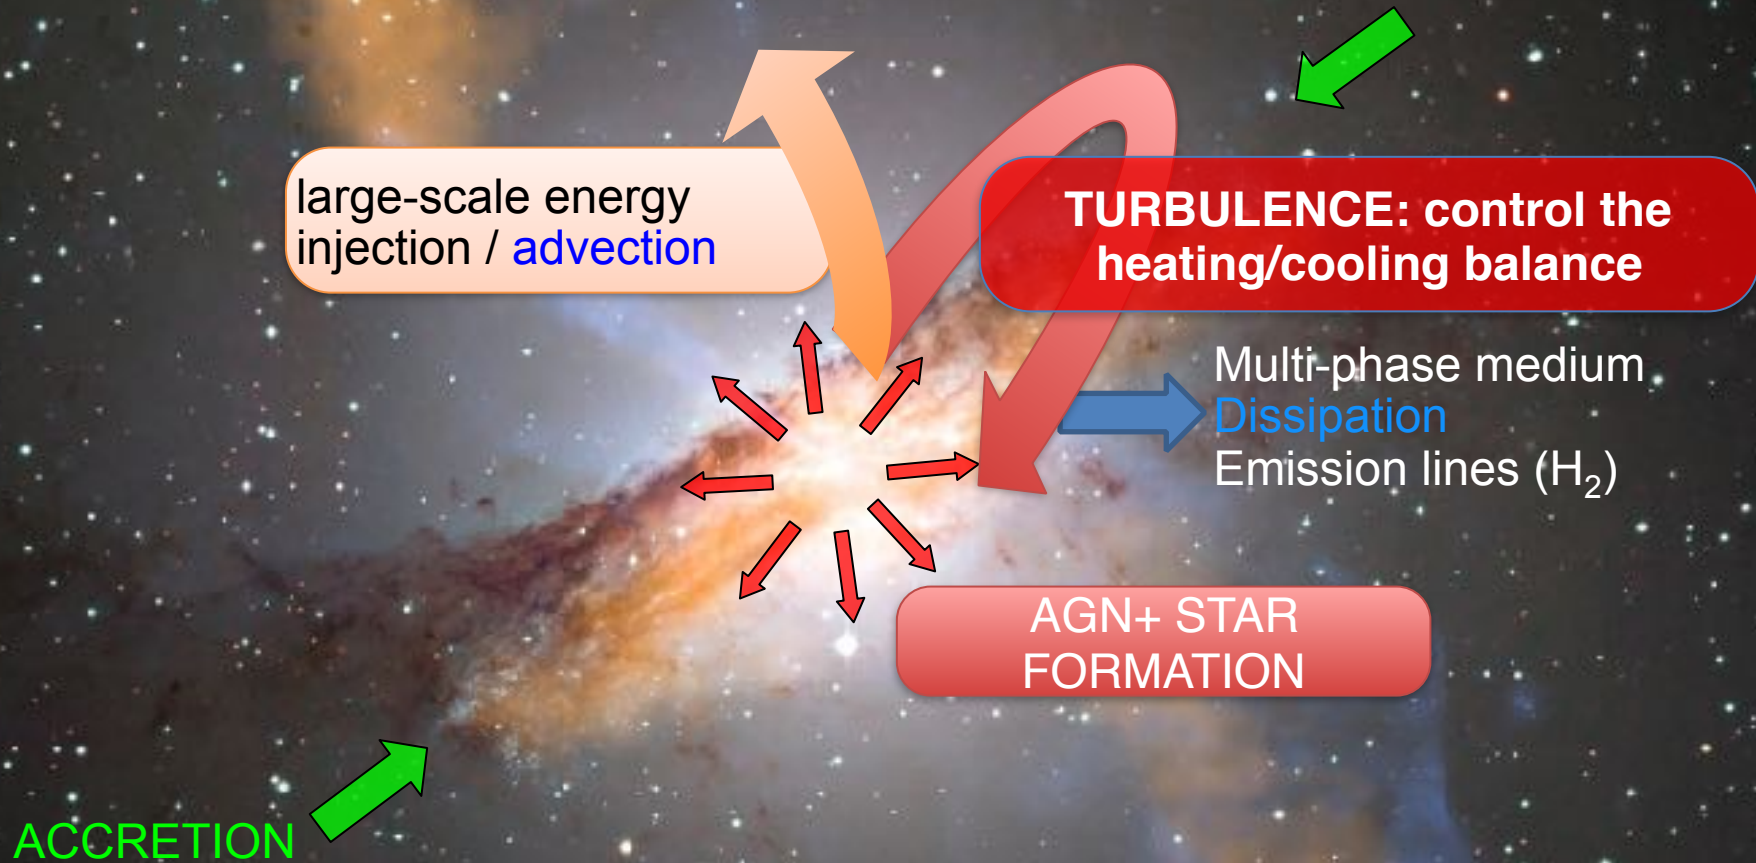 large-scale energy
injection / advection
TURBULENCE: control the
heating/cooling balance
Multi-phase medium
Dissipation
Emission lines (H₂)
AGN+ STAR
FORMATION
ACCRETION